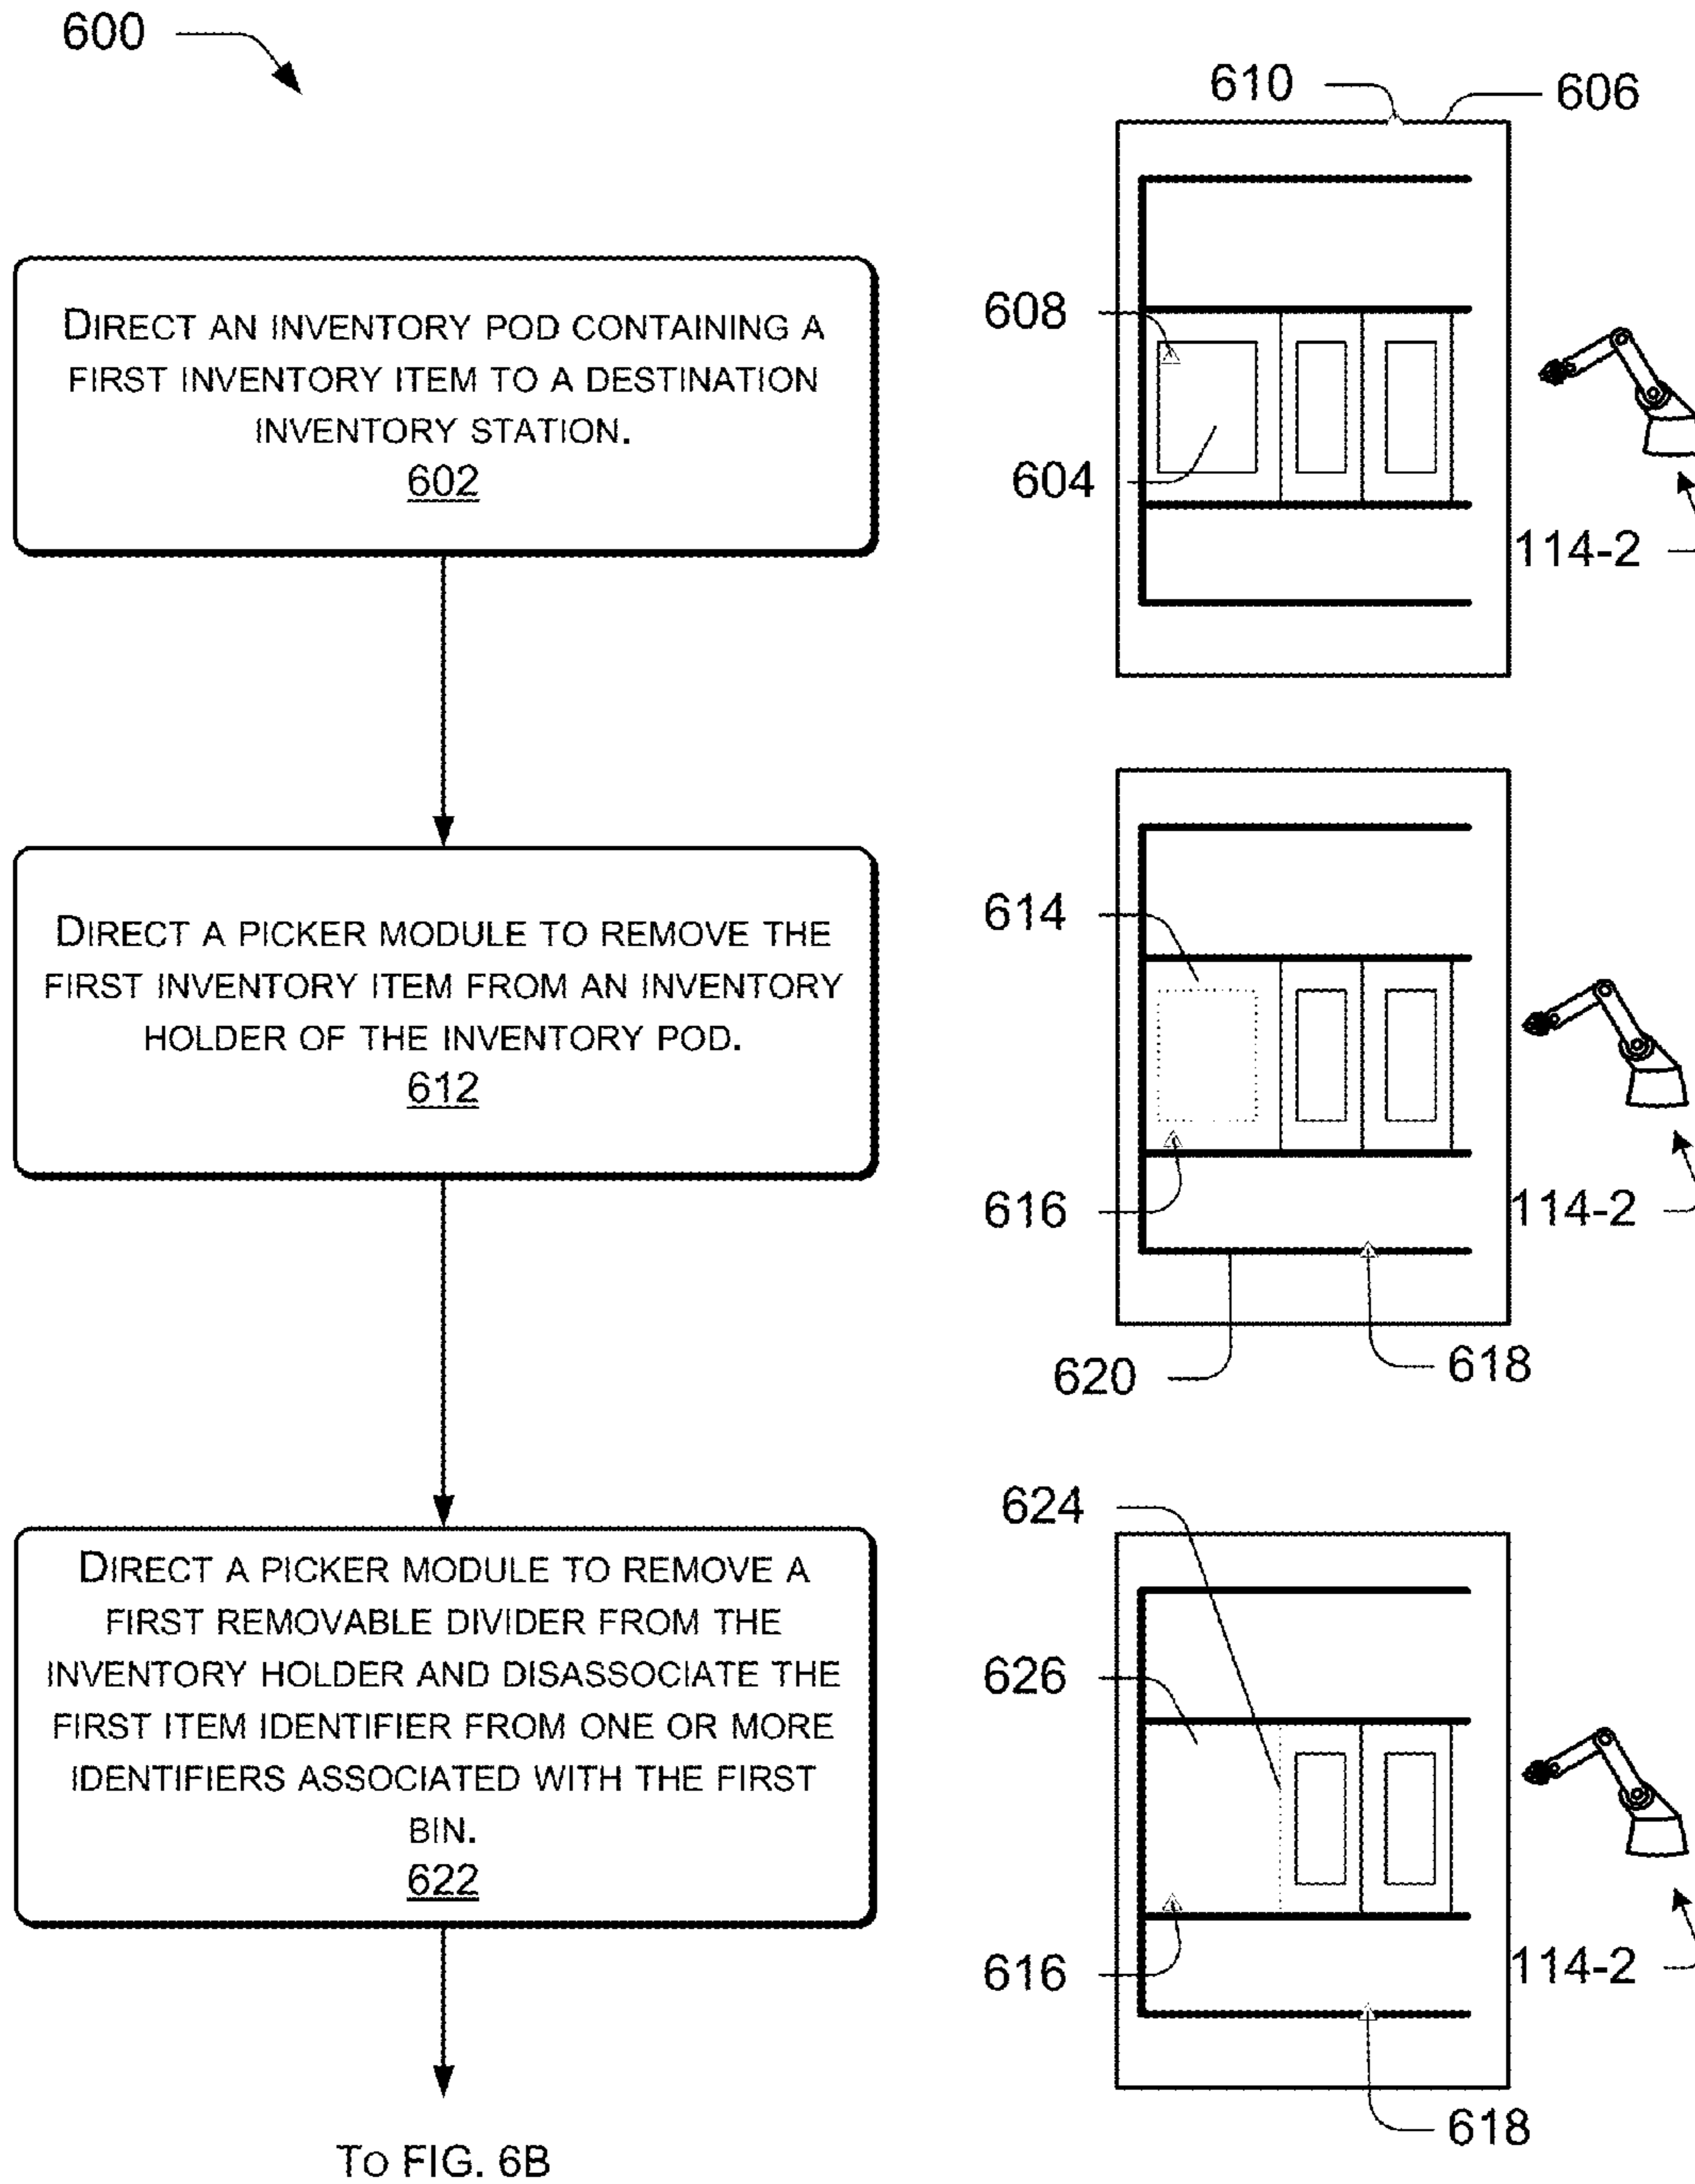 600
610
606
DIRECT AN INVENTORY POD CONTAINING A
FIRST INVENTORY ITEM TO A DESTINATION
INVENTORY STATION.
602
608
604
114-2
DIRECT A PICKER MODULE TO REMOVE THE
FIRST INVENTORY ITEM FROM AN INVENTORY
HOLDER OF THE INVENTORY POD.
612
614
616
114-2
620
618
DIRECT A PICKER MODULE TO REMOVE A
FIRST REMOVABLE DIVIDER FROM THE
INVENTORY HOLDER AND DISASSOCIATE THE
FIRST ITEM IDENTIFIER FROM ONE OR MORE
IDENTIFIERS ASSOCIATED WITH THE FIRST
BIN.
622
624
626
616
114-2
618
TO FIG. 6B